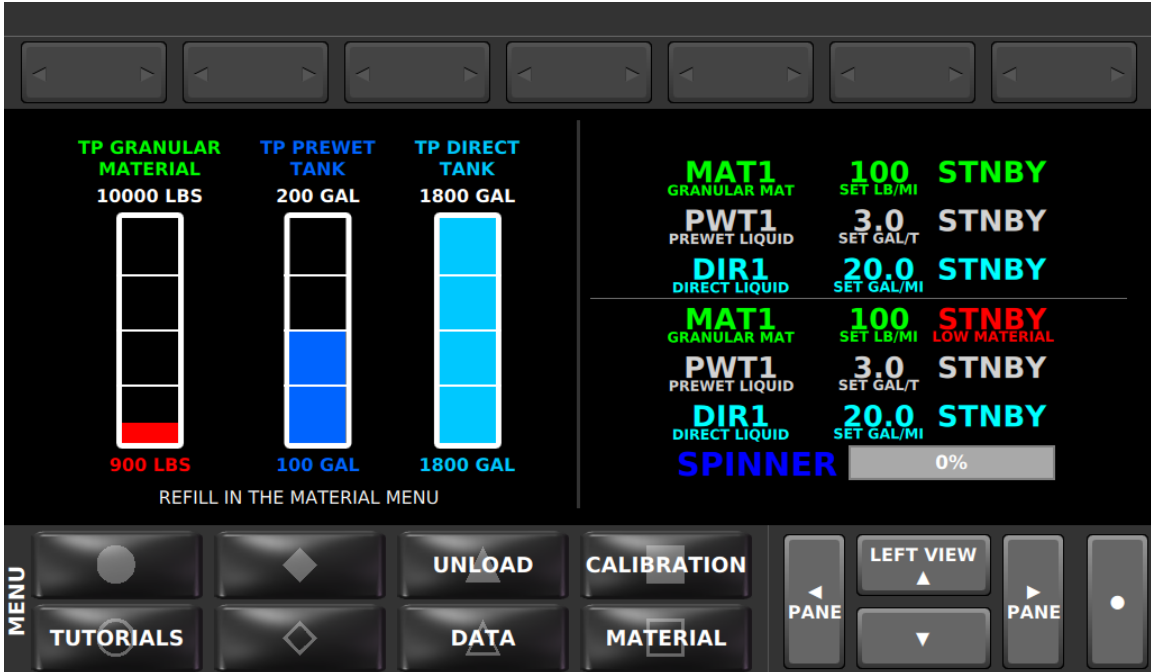 TP GRANULAR
MATERIAL
10000 LBS
900 LBS
TP PREWET
TANK
200 GAL
100 GAL
TP DIRECT
TANK
1800 GAL
1800 GAL
REFILL IN THE MATERIAL MENU
MAT1 100 STNBY
GRANULAR MAT SET LB/MI
PWT1 3.0 STNBY
PREWET LIQUID SET GAL/T
DIR1 20.0 STNBY
DIRECT LIQUID SET GAL/MI
MAT1 100 STNBY
GRANULAR MAT SET LB/MI LOW MATERIAL
PWT1 3.0 STNBY
PREWET LIQUID SET GAL/T
DIR1 20.0 STNBY
DIRECT LIQUID SET GAL/MI
SPINNER 0%
MENU
UNLOAD CALIBRATION
TUTORIALS DATA MATERIAL
PANE
LEFT VIEW
PANE